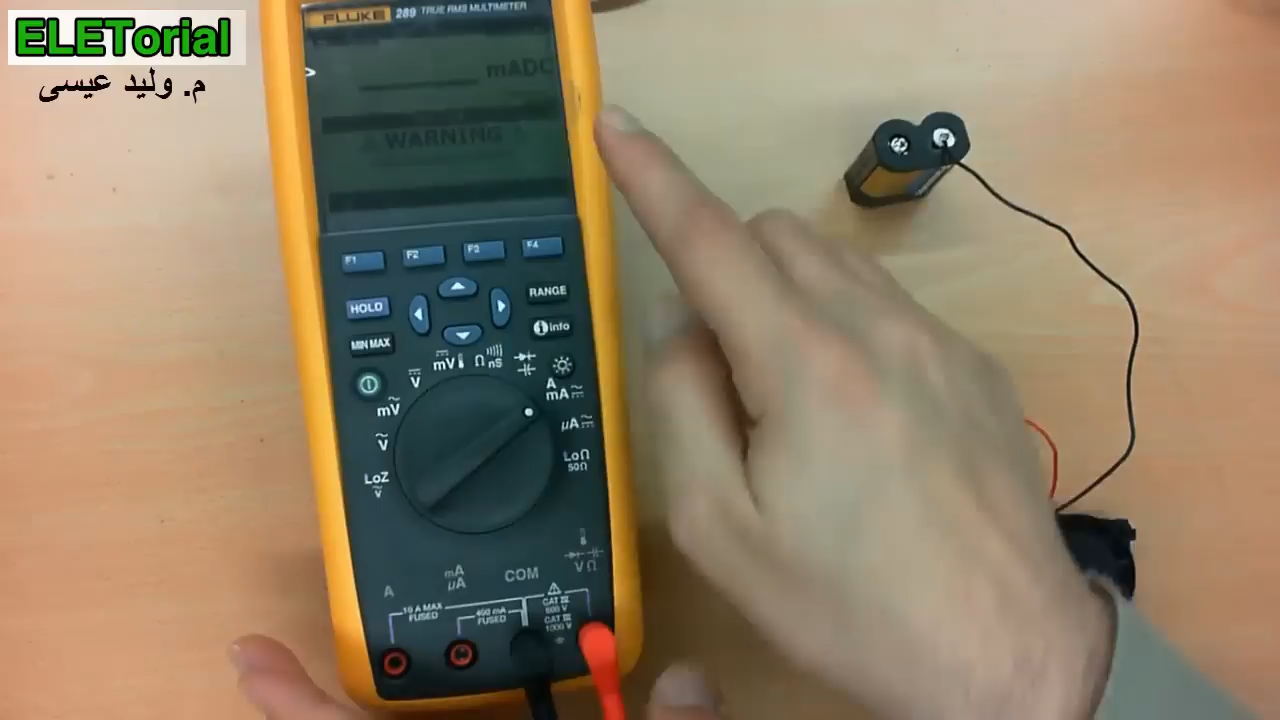 ELETorial
م. وليد عيسى
FLUKE 289 TRUE RMS MULTIMETER
mADC
WARNING
F1 F2 F3 F4
HOLD
RANGE
MIN MAX
info
mV
Ω nS
V
mV
A
mA
V
µA
LoZ
V
LoΩ
50Ω
A
mA
µA
COM
VΩ
10 A MAX
FUSED
400 mA
FUSED
CAT III
1000 V